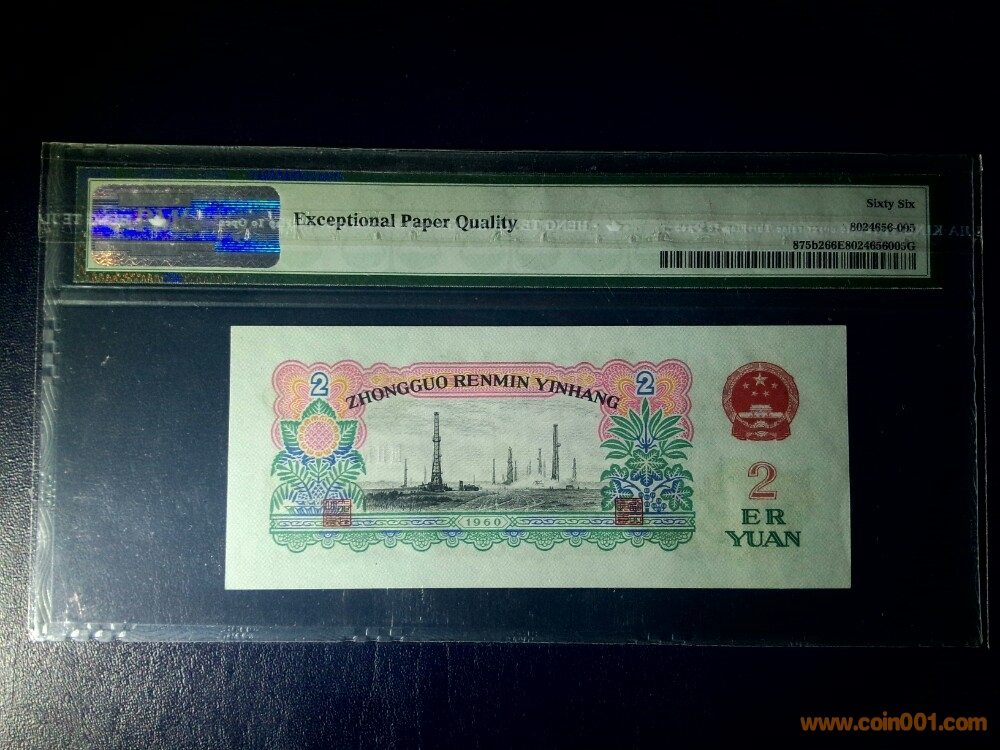 Exceptional Paper Quality
Sixty Six
8024656-005
875b266E8024656005G
2
ZHONGGUO RENMIN YINHANG
2
2
ER
YUAN
1960
www.coin001.com